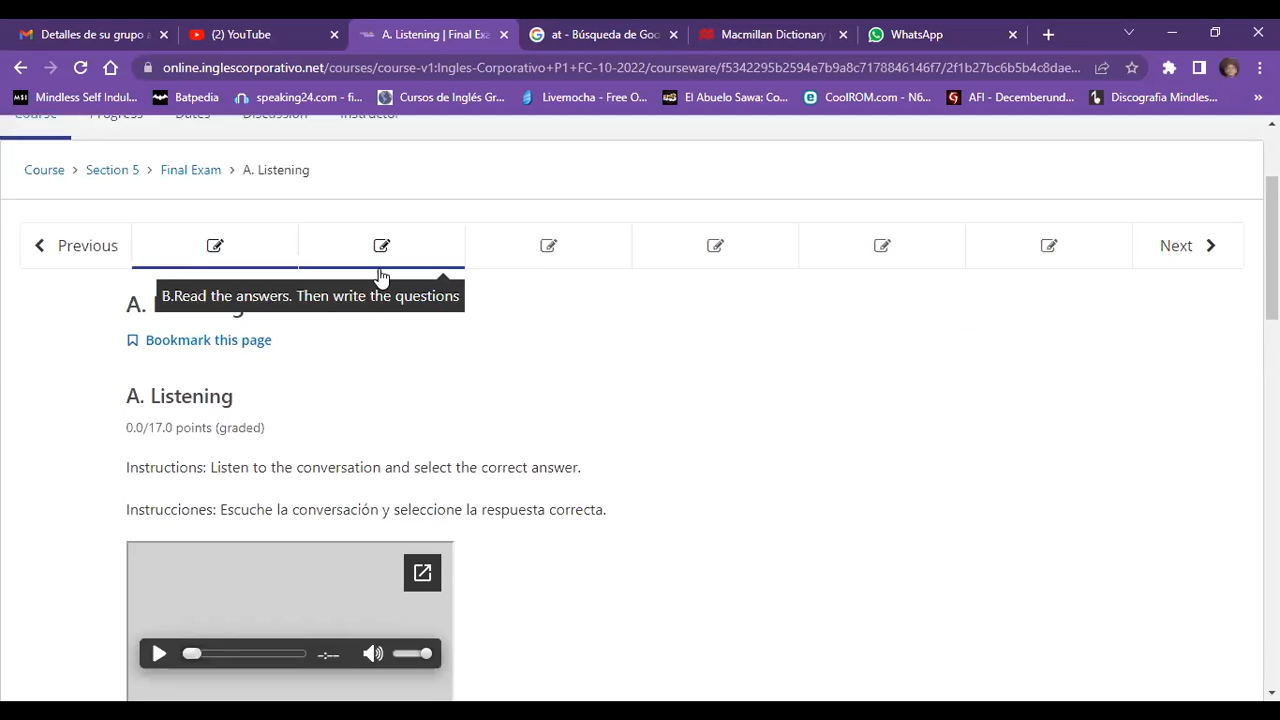 Detalles de su grupo a
(2) YouTube
A. Listening | Final Exa
at - Búsqueda de Goo
Macmillan Dictionary
WhatsApp
online.inglescorporativo.net/courses/course-v1:Ingles-Corporativo+P1+FC-10-2022/courseware/f5342295b2594e7b9a8c7178846146f7/2f1b27bc6b5b4c8dae...
Mindless Self Indul...
Batpedia
speaking24.com - fi...
Cursos de Inglés Gr...
Livemocha - Free O...
El Abuelo Sawa: Co...
CoolROM.com - N6...
AFI - Decemberund...
Discografia Mindles...
»
Course
Progress
Dates
Discussion
Instructor
Course > Section 5 > Final Exam > A. Listening
Previous
Next
B.Read the answers. Then write the questions
A.
Bookmark this page
A. Listening
0.0/17.0 points (graded)
Instructions: Listen to the conversation and select the correct answer.
Instrucciones: Escuche la conversación y seleccione la respuesta correcta.
-:--